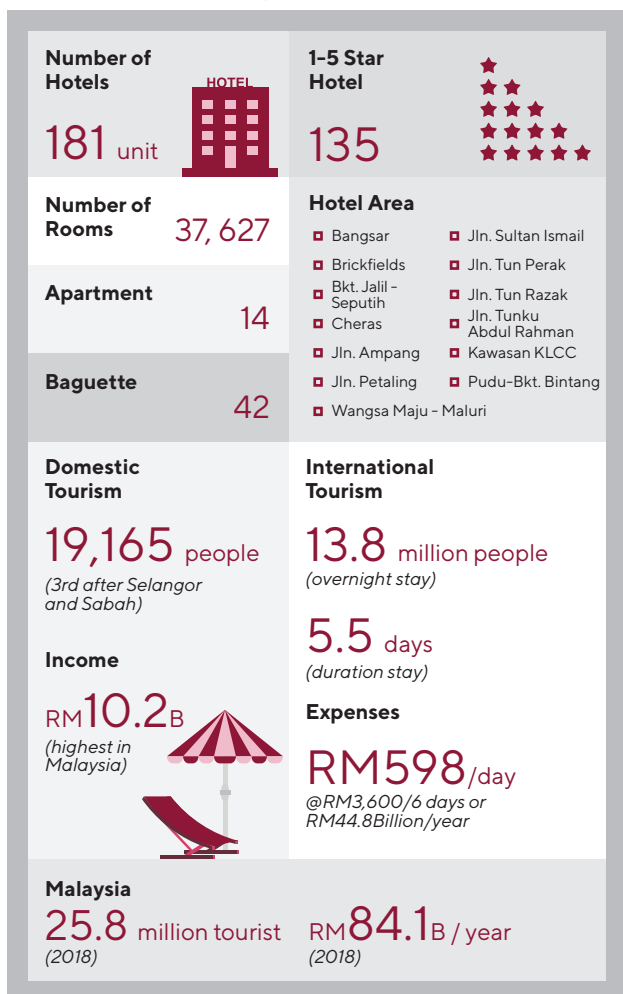 Number of
Hotels
HOTEL
181 unit
1-5 Star
Hotel
135
Number of
Rooms
37, 627
Apartment
14
Baguette
42
Hotel Area
Bangsar
Brickfields
Bkt. Jalil -
Seputih
Cheras
Jln. Ampang
Jln. Petaling
Wangsa Maju - Maluri
Jln. Sultan Ismail
Jln. Tun Perak
Jln. Tun Razak
Jln. Tunku
Abdul Rahman
Kawasan KLCC
Pudu-Bkt. Bintang
Domestic
Tourism
19,165 people
(3rd after Selangor
and Sabah)
Income
RM10.2B
(highest in
Malaysia)
International
Tourism
13.8 million people
(overnight stay)
5.5 days
(duration stay)
Expenses
RM598/day
@RM3,600/6 days or
RM44.8Billion/year
Malaysia
25.8 million tourist
(2018)
RM84.1B / year
(2018)